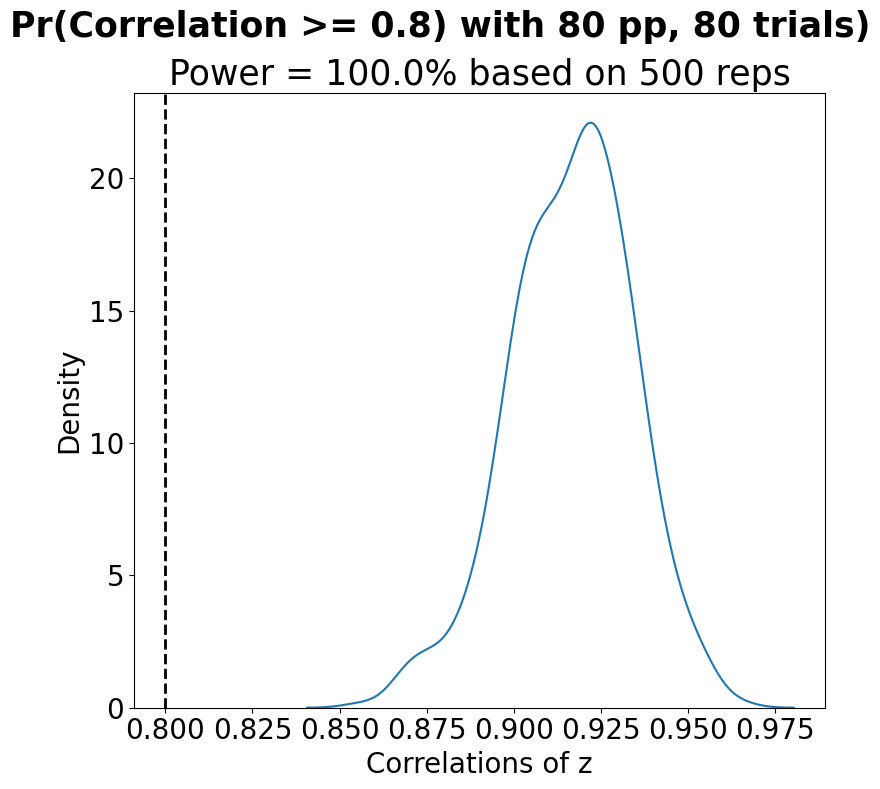 Pr(Correlation >= 0.8) with 80 pp, 80 trials)
Power = 100.0% based on 500 reps
20
15
10
5
0
Density
0.800 0.825 0.850 0.875 0.900 0.925 0.950 0.975
Correlations of z